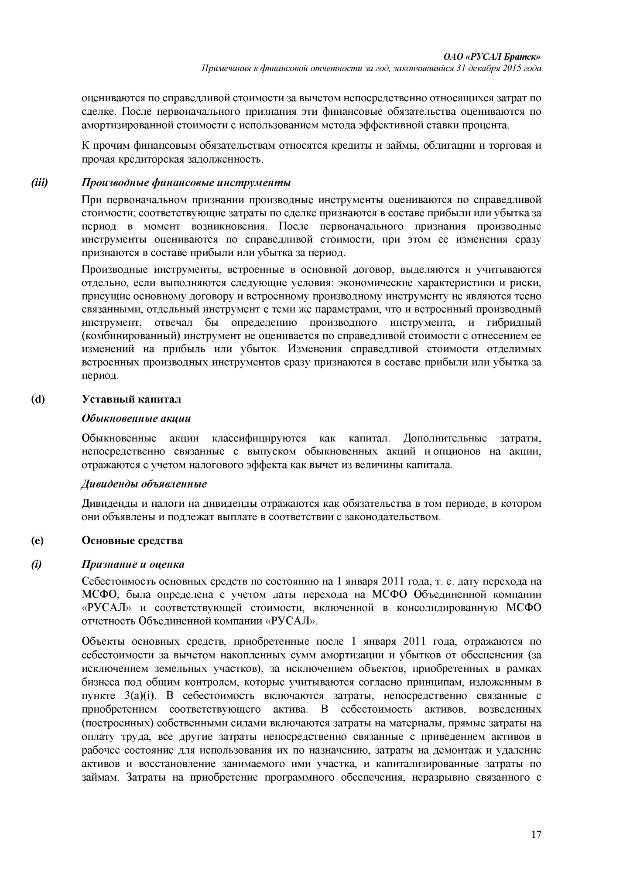 ОАО «РУСАЛ Братск»
Примечания к финансовой отчетности за год, закончившийся 31 декабря 2015 года
оцениваются по справедливой стоимости за вычетом непосредственно относящихся затрат по
сделке. После первоначального признания эти финансовые обязательства оцениваются по
амортизированной стоимости с использованием метода эффективной ставки процента.
К прочим финансовым обязательствам относятся кредиты и займы, облигации и торговая и
прочая кредиторская задолженность.
(iii) Производные финансовые инструменты
При первоначальном признании производные инструменты оцениваются по справедливой
стоимости; соответствующие затраты по сделке признаются в составе прибыли или убытка за
период в момент возникновения. После первоначального признания производные
инструменты оцениваются по справедливой стоимости, при этом ее изменения сразу
признаются в составе прибыли или убытка за период.
Производные инструменты, встроенные в основной договор, выделяются и учитываются
отдельно, если выполняются следующие условия: экономические характеристики и риски,
присущие основному договору и встроенному производному инструменту не являются тесно
связанными, отдельный инструмент с теми же параметрами, что и встроенный производный
инструмент, отвечал бы определению производного инструмента, и гибридный
(комбинированный) инструмент не оценивается по справедливой стоимости с отнесением ее
изменений на прибыль или убыток. Изменения справедливой стоимости отделимых
встроенных производных инструментов сразу признаются в составе прибыли или убытка за
период.
(d) Уставный капитал
Обыкновенные акции
Обыкновенные акции классифицируются как капитал. Дополнительные затраты,
непосредственно связанные с выпуском обыкновенных акций и опционов на акции,
отражаются с учетом налогового эффекта как вычет из величины капитала.
Дивиденды объявленные
Дивиденды и налоги на дивиденды отражаются как обязательства в том периоде, в котором
они объявлены и подлежат выплате в соответствии с законодательством.
(e) Основные средства
(i) Признание и оценка
Себестоимость основных средств по состоянию на 1 января 2011 года, т. е. дату перехода на
МСФО, была определена с учетом даты перехода на МСФО Объединенной компании
«РУСАЛ» и соответствующей стоимости, включенной в консолидированную МСФО
отчетность Объединенной компании «РУСАЛ».
Объекты основных средств, приобретенные после 1 января 2011 года, отражаются по
себестоимости за вычетом накопленных сумм амортизации и убытков от обесценения (за
исключением земельных участков), за исключением объектов, приобретенных в рамках
бизнеса под общим контролем, которые учитываются согласно принципам, изложенным в
пункте 3(a)(i). В себестоимость включаются затраты, непосредственно связанные с
приобретением соответствующего актива. В себестоимость активов, возведенных
(построенных) собственными силами включаются затраты на материалы, прямые затраты на
оплату труда, все другие затраты непосредственно связанные с приведением активов в
рабочее состояние для использования их по назначению, затраты на демонтаж и удаление
активов и восстановление занимаемого ими участка, и капитализированные затраты по
займам. Затраты на приобретение программного обеспечения, неразрывно связанного с
17